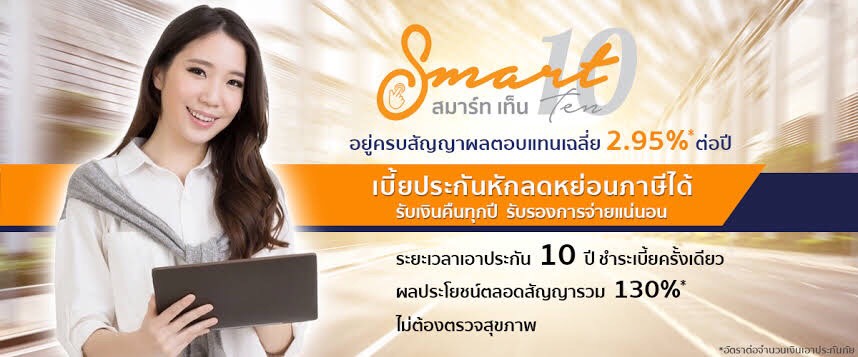 Smart 10
สมาร์ท เท็น Ten
อยู่ครบสัญญาผลตอบแทนเฉลี่ย 2.95%* ต่อปี
เบี้ยประกันหักลดหย่อนภาษีได้
รับเงินคืนทุกปี รับรองการจ่ายแน่นอน
ระยะเวลาเอาประกัน 10 ปี ชำระเบี้ยครั้งเดียว
ผลประโยชน์ตลอดสัญญารวม 130%*
ไม่ต้องตรวจสุขภาพ
*อัตราต่อจำนวนเงินเอาประกันภัย